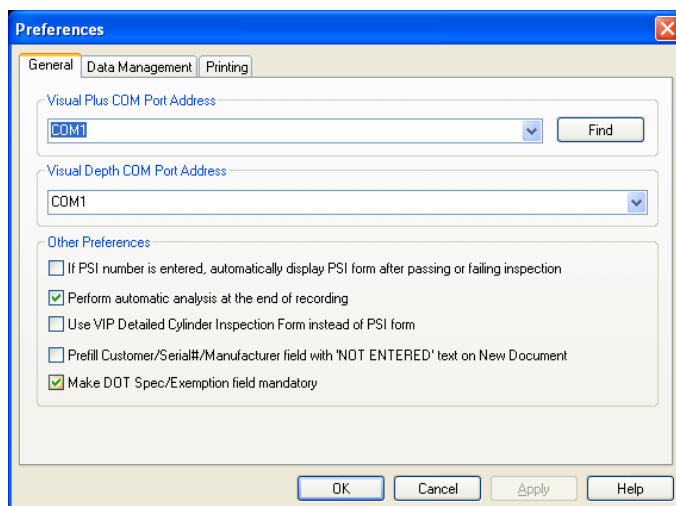 Preferences
General Data Management Printing
Visual Plus COM Port Address
COM1 Find
Visual Depth COM Port Address
COM1
Other Preferences
If PSI number is entered, automatically display PSI form after passing or failing inspection
Perform automatic analysis at the end of recording
Use VIP Detailed Cylinder Inspection Form instead of PSI form
Prefill Customer/Serial#/Manufacturer field with 'NOT ENTERED' text on New Document
Make DOT Spec/Exemption field mandatory
OK Cancel Apply Help